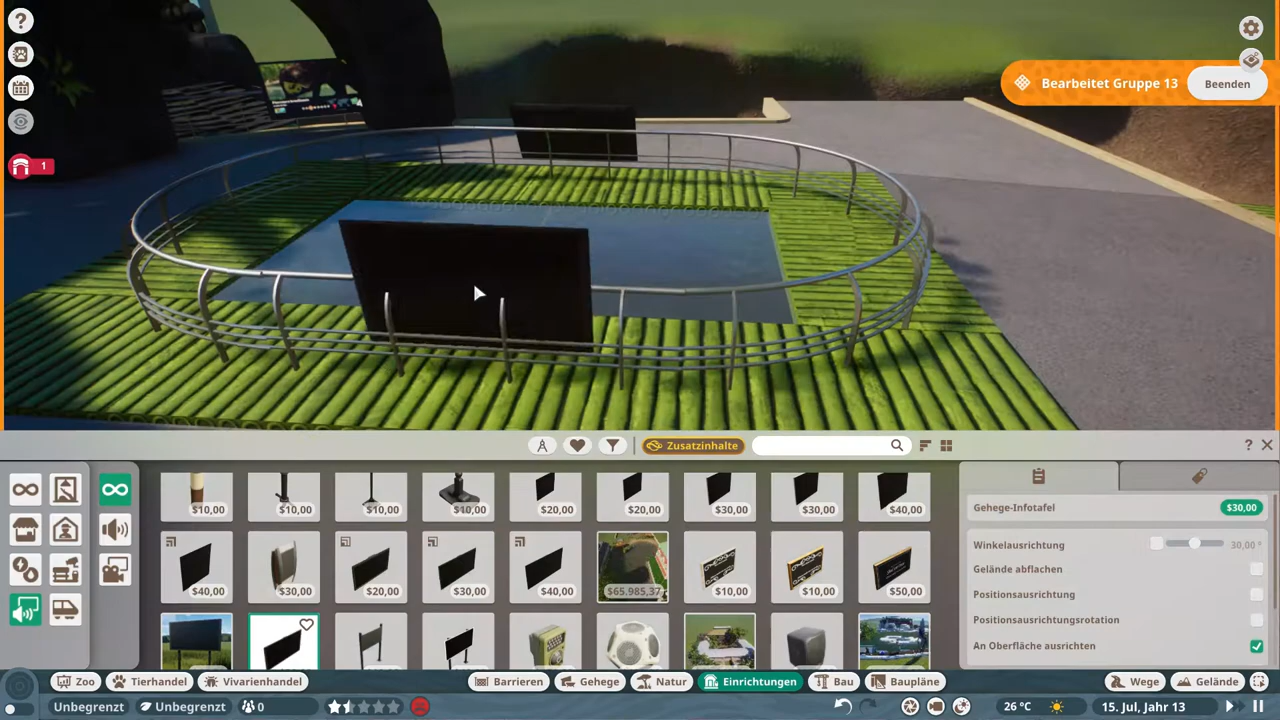 Bearbeitet Gruppe 13
Beenden
1
Zusatzinhalte
?
$10,00
$10,00
$10,00
$10,00
$20,00
$20,00
$30,00
$30,00
$40,00
Gehege-Infotafel
$30,00
$40,00
$30,00
$20,00
$30,00
$40,00
$65.985,37
$10,00
$10,00
$50,00
Winkelausrichtung
30,00 °
Gelände abflachen
Positionsausrichtung
Positionsausrichtungsrotation
An Oberfläche ausrichten
Zoo
Tierhandel
Vivarienhandel
Barrieren
Gehege
Natur
Einrichtungen
Bau
Baupläne
Wege
Gelände
Unbegrenzt
Unbegrenzt
0
26 °C
15. Jul, Jahr 13